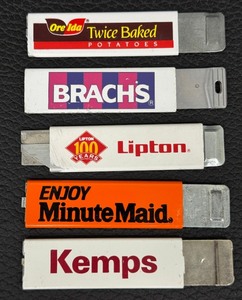 Ore Ida
Twice Baked
POTATOES
BRACH'S®
LIPTON
100
YEARS
Lipton®
ENJOY
Minute Maid®
Kemps